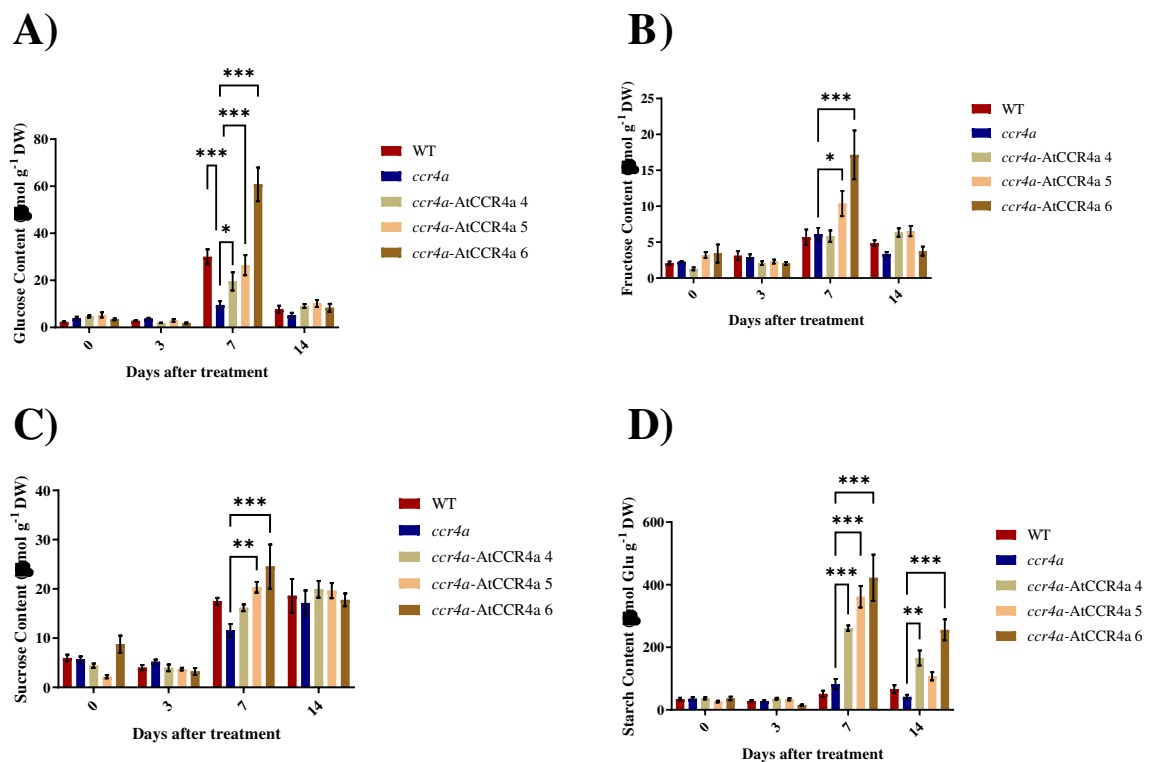 A)
Glucose Content ( mol g-1 DW)
80
60
40
20
0
***
***
***
*
0
3
7
14
Days after treatment
WT
ccr4a
ccr4a-AtCCR4a 4
ccr4a-AtCCR4a 5
ccr4a-AtCCR4a 6
B)
Fructose Content ( mol g-1 DW)
25
20
15
10
5
0
***
*
0
3
7
14
Days after treatment
WT
ccr4a
ccr4a-AtCCR4a 4
ccr4a-AtCCR4a 5
ccr4a-AtCCR4a 6
C)
Sucrose Content ( mol g-1 DW)
40
30
20
10
0
***
**
0
3
7
14
Days after treatment
WT
ccr4a
ccr4a-AtCCR4a 4
ccr4a-AtCCR4a 5
ccr4a-AtCCR4a 6
D)
Starch Content ( mol Glu g-1 DW)
600
400
200
0
***
***
***
***
**
0
3
7
14
Days after treatment
WT
ccr4a
ccr4a-AtCCR4a 4
ccr4a-AtCCR4a 5
ccr4a-AtCCR4a 6